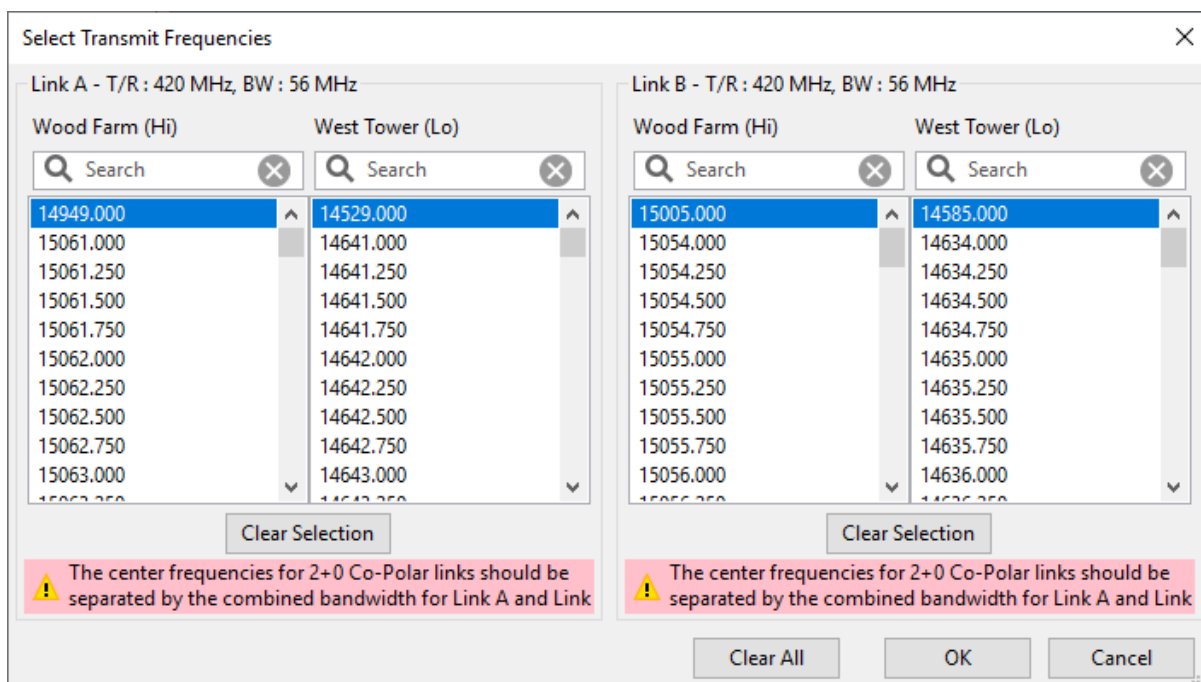 Select Transmit Frequencies
Link A - T/R : 420 MHz, BW : 56 MHz
Wood Farm (Hi)
West Tower (Lo)
Search
Search
14949.000
15061.000
15061.250
15061.500
15061.750
15062.000
15062.250
15062.500
15062.750
15063.000
15063.250
14529.000
14641.000
14641.250
14641.500
14641.750
14642.000
14642.250
14642.500
14642.750
14643.000
14643.250
Clear Selection
The center frequencies for 2+0 Co-Polar links should be
separated by the combined bandwidth for Link A and Link
Link B - T/R : 420 MHz, BW : 56 MHz
Wood Farm (Hi)
West Tower (Lo)
Search
Search
15005.000
15054.000
15054.250
15054.500
15054.750
15055.000
15055.250
15055.500
15055.750
15056.000
15056.250
14585.000
14634.000
14634.250
14634.500
14634.750
14635.000
14635.250
14635.500
14635.750
14636.000
14636.250
Clear Selection
The center frequencies for 2+0 Co-Polar links should be
separated by the combined bandwidth for Link A and Link
Clear All
OK
Cancel